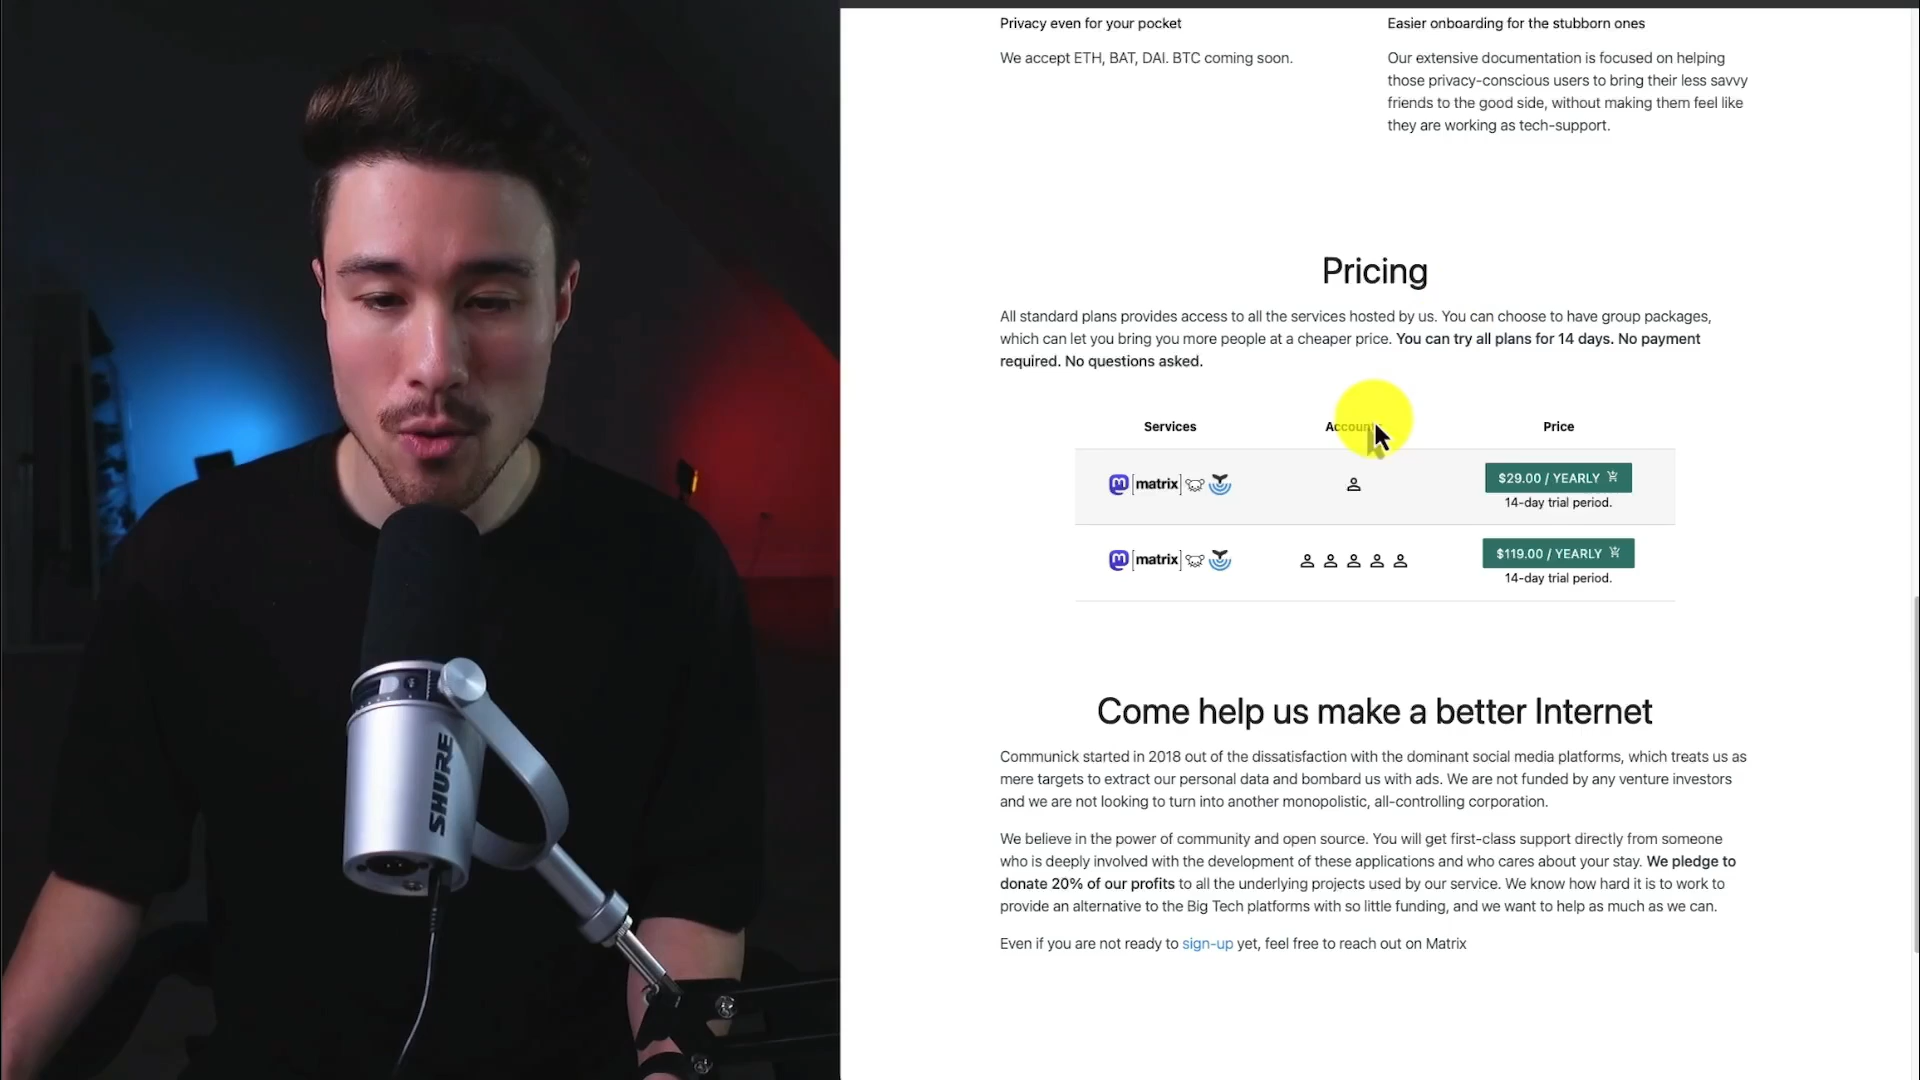 Privacy even for your pocket
We accept ETH, BAT, DAI. BTC coming soon.
Easier onboarding for the stubborn ones
Our extensive documentation is focused on helping
those privacy-conscious users to bring their less savvy
friends to the good side, without making them feel like
they are working as tech-support.
Pricing
All standard plans provides access to all the services hosted by us. You can choose to have group packages,
which can let you bring you more people at a cheaper price. You can try all plans for 14 days. No payment
required. No questions asked.
Services Accounts Price
[matrix] $29.00 / YEARLY
14-day trial period.
[matrix] $119.00 / YEARLY
14-day trial period.
Come help us make a better Internet
Communick started in 2018 out of the dissatisfaction with the dominant social media platforms, which treats us as
mere targets to extract our personal data and bombard us with ads. We are not funded by any venture investors
and we are not looking to turn into another monopolistic, all-controlling corporation.
We believe in the power of community and open source. You will get first-class support directly from someone
who is deeply involved with the development of these applications and who cares about your stay. We pledge to
donate 20% of our profits to all the underlying projects used by our service. We know how hard it is to work to
provide an alternative to the Big Tech platforms with so little funding, and we want to help as much as we can.
Even if you are not ready to sign-up yet, feel free to reach out on Matrix
SHURE